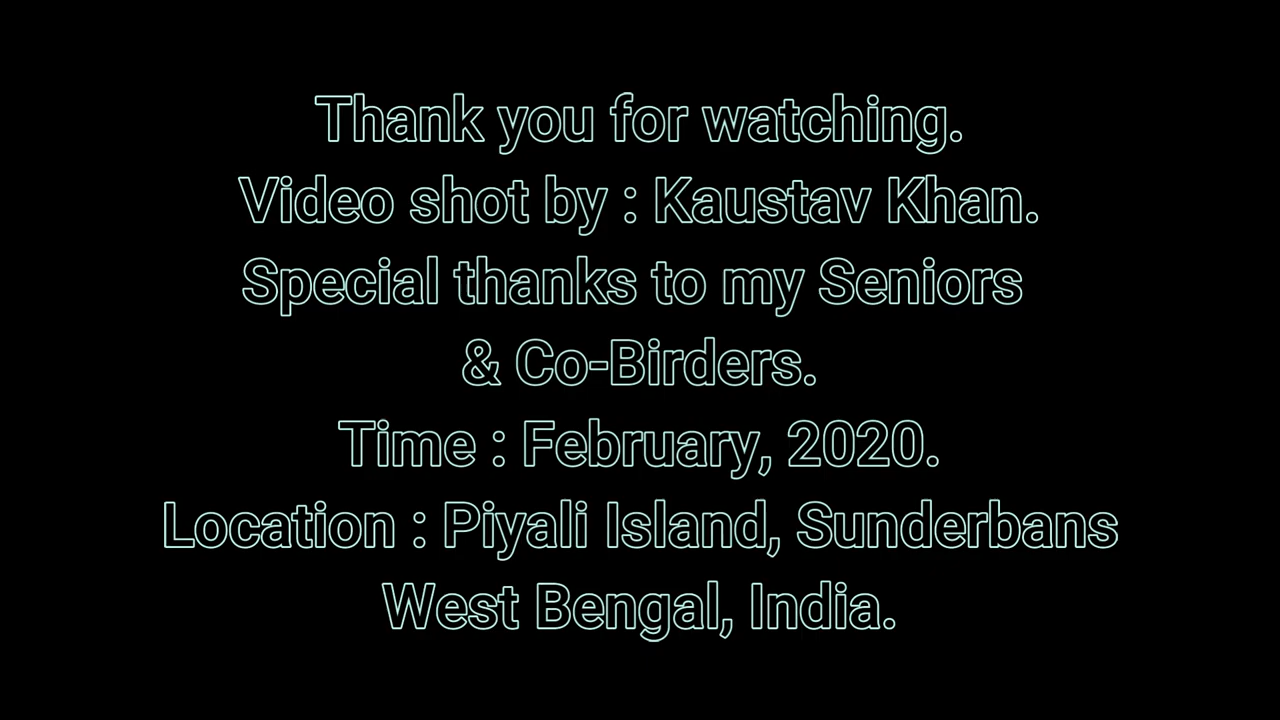 Thank you for watching.
Video shot by : Kaustav Khan.
Special thanks to my Seniors
& Co-Birders.
Time : February, 2020.
Location : Piyali Island, Sunderbans
West Bengal, India.